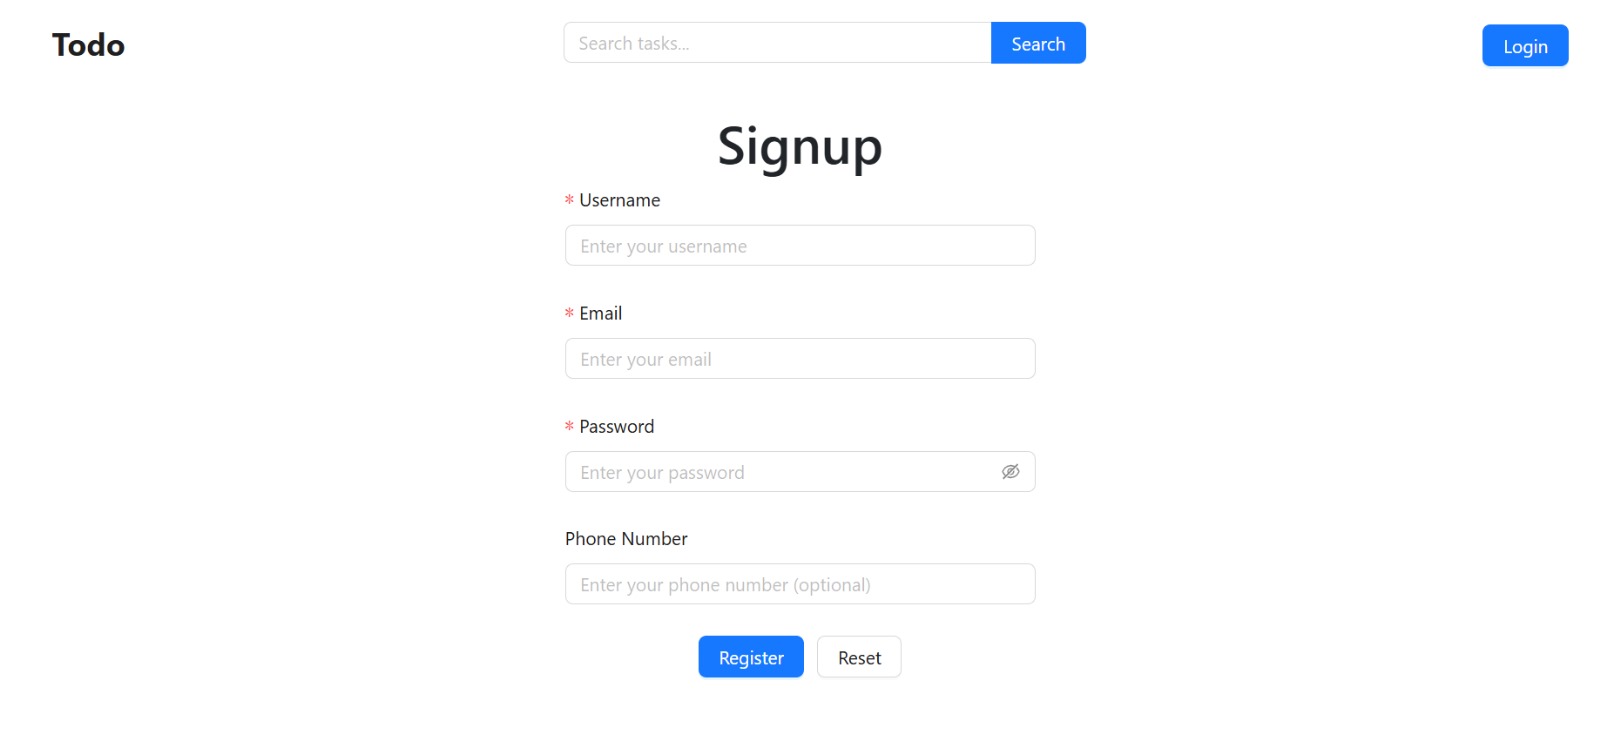 Todo
Search tasks...
Search
Login
Signup
* Username
Enter your username
* Email
Enter your email
* Password
Enter your password
Phone Number
Enter your phone number (optional)
Register
Reset